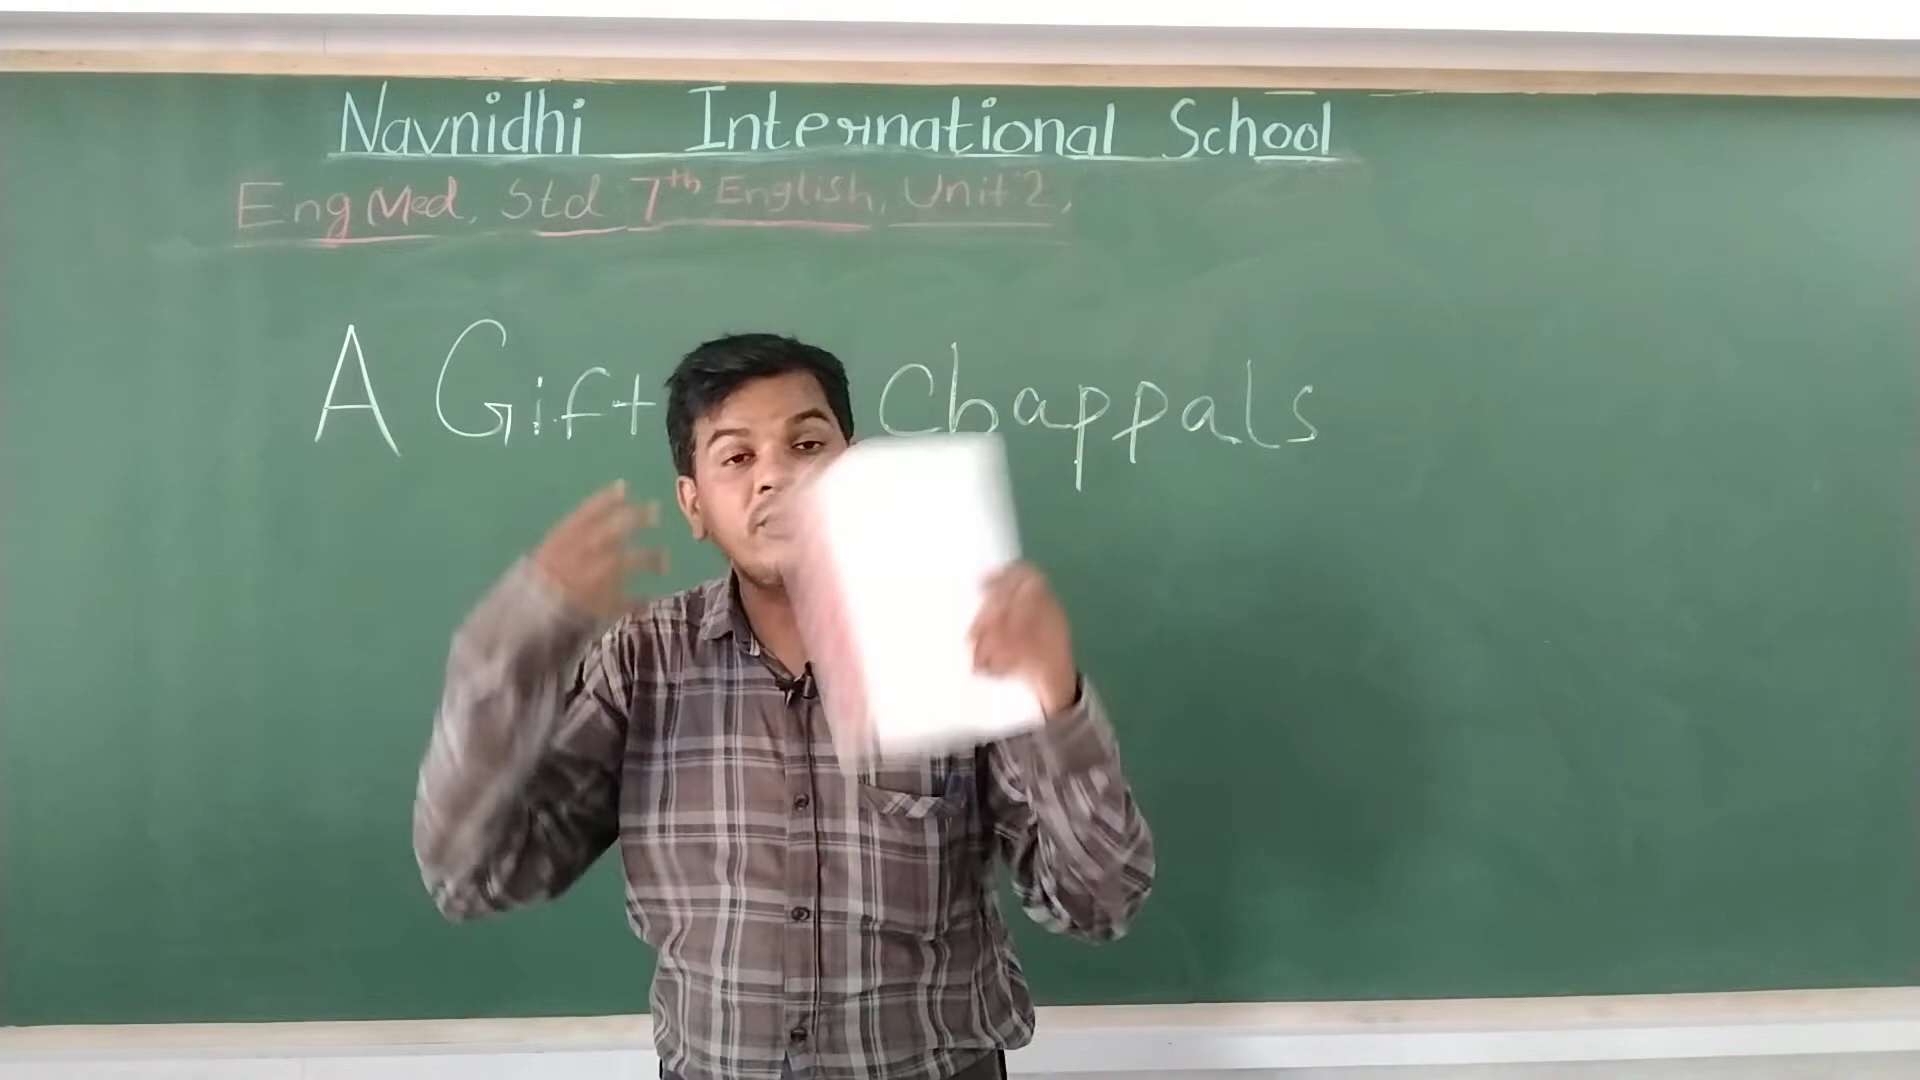 Navnidhi International School
Eng Med, Std 7th English, Unit 2,
A Gift Chappals